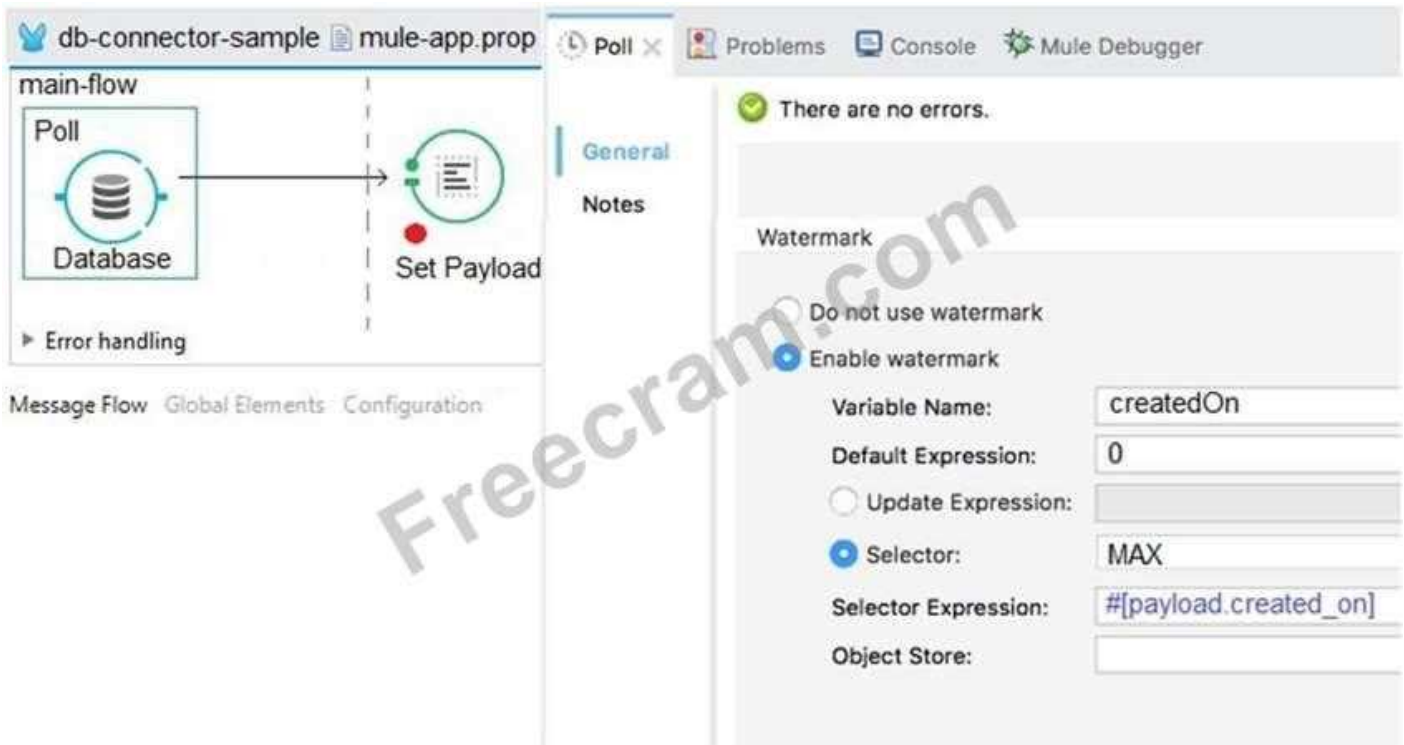 db-connector-sample mule-app.prop
main-flow
Poll
Database
Set Payload
Error handling
Message Flow Global Elements Configuration
Poll Problems Console Mule Debugger
There are no errors.
General
Notes
Watermark
Do not use watermark
Enable watermark
Variable Name: createdOn
Default Expression: 0
Update Expression:
Selector: MAX
Selector Expression: #[payload.created_on]
Object Store:
Freecram.com